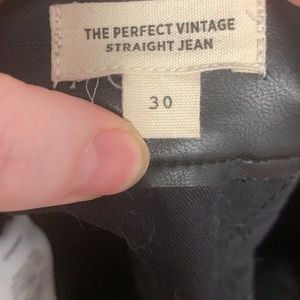 THE PERFECT VINTAGE
STRAIGHT JEAN
30